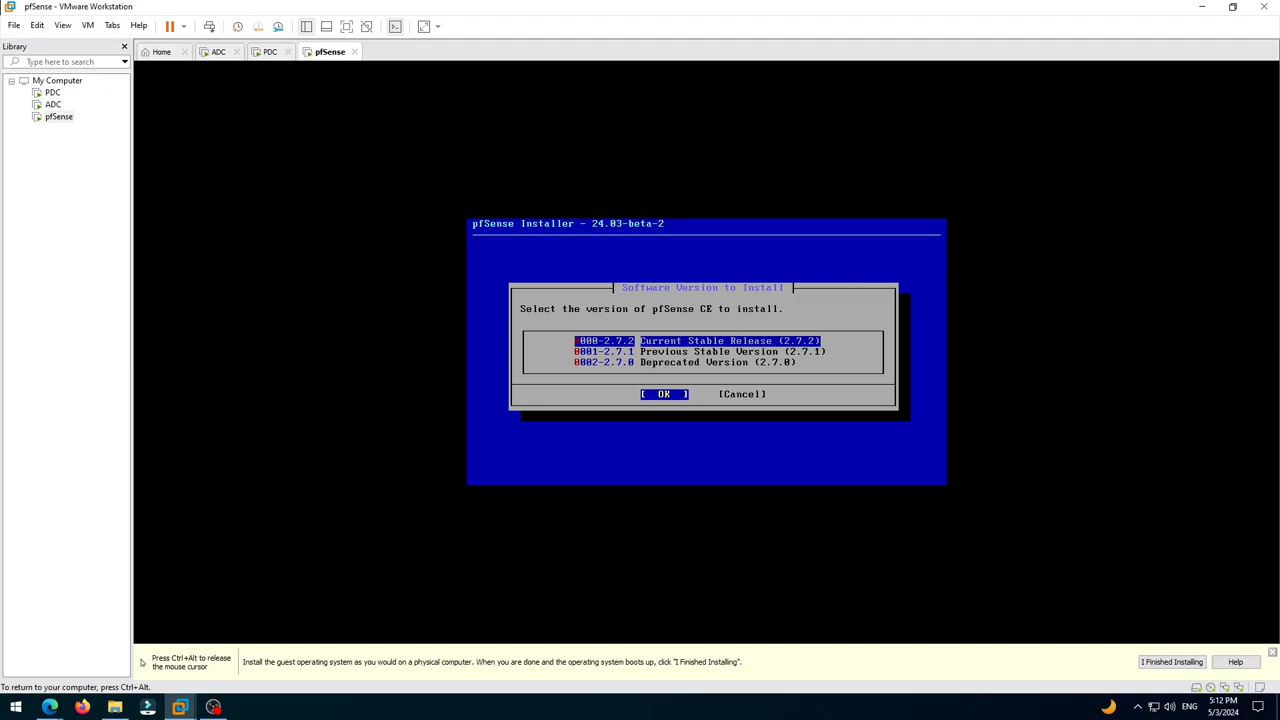 pfSense - VMware Workstation
File Edit View VM Tabs Help
Library
Type here to search
Home ADC PDC pfSense
My Computer
PDC
ADC
pfSense
pfSense Installer - 24.03-beta-2
Software Version to Install
Select the version of pfSense CE to install.
0000-2.7.2 Current Stable Release (2.7.2)
0001-2.7.1 Previous Stable Version (2.7.1)
0002-2.7.0 Deprecated Version (2.7.0)
[ OK ] [Cancel]
Press Ctrl+Alt to release
the mouse cursor
Install the guest operating system as you would on a physical computer. When you are done and the operating system boots up, click "I Finished Installing".
I Finished Installing Help
To return to your computer, press Ctrl+Alt.
ENG
5:12 PM
5/3/2024